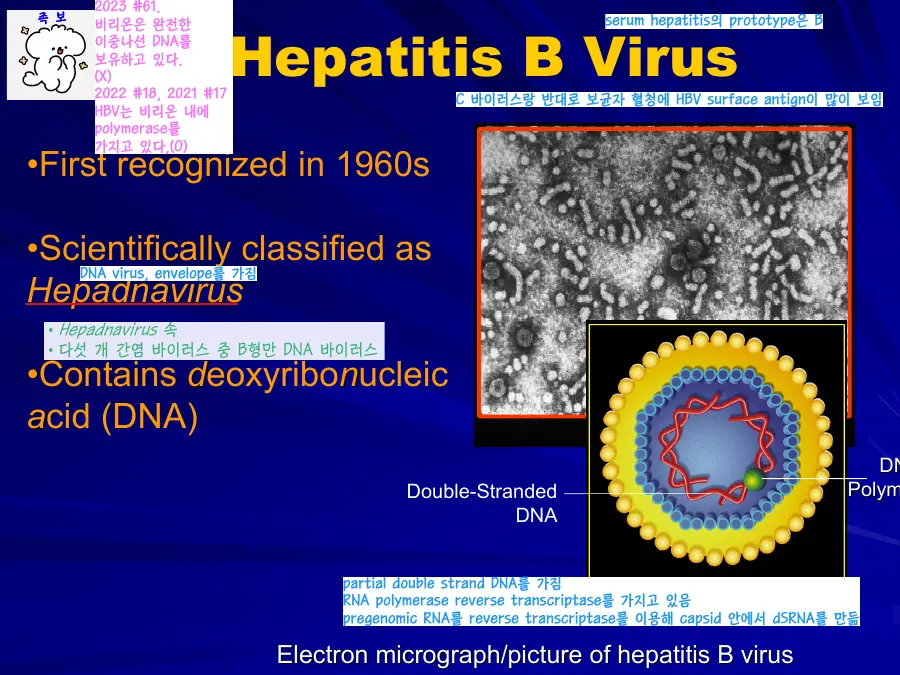 족 보
2023 #61.
비리온은 완전한
이중나선 DNA를
보유하고 있다.
(X)
2022 #18, 2021 #17
HBV는 비리온 내에
polymerase를
가지고 있다,(O)
serum hepatitis의 prototype은 B
Hepatitis B Virus
C 바이러스랑 반대로 보균자 혈청에 HBV surface antign이 많이 보임
•First recognized in 1960s
•Scientifically classified as
DNA virus, envelope를 가짐
Hepadnavirus
• Hepadnavirus 속
• 다섯 개 간염 바이러스 중 B형만 DNA 바이러스
•Contains deoxyribonucleic
acid (DNA)
Double-Stranded
DNA
DN
Polym
partial double strand DNA를 가짐
RNA polymerase reverse transcriptase를 가지고 있음
pregenomic RNA를 reverse transcriptase를 이용해 capsid 안에서 dSRNA를 만듦
Electron micrograph/picture of hepatitis B virus